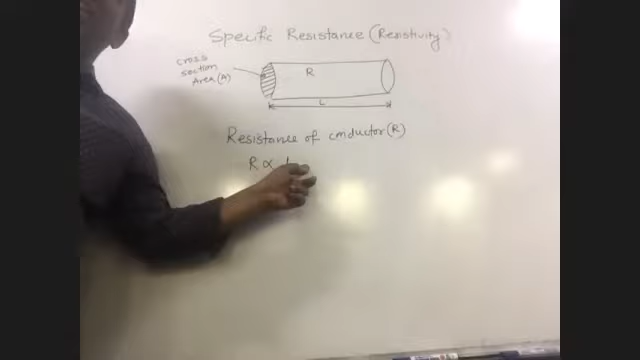 Specific Resistance (Resistivity)
cross
section
Area (A)
R
L
Resistance of conductor (R)
R ∝